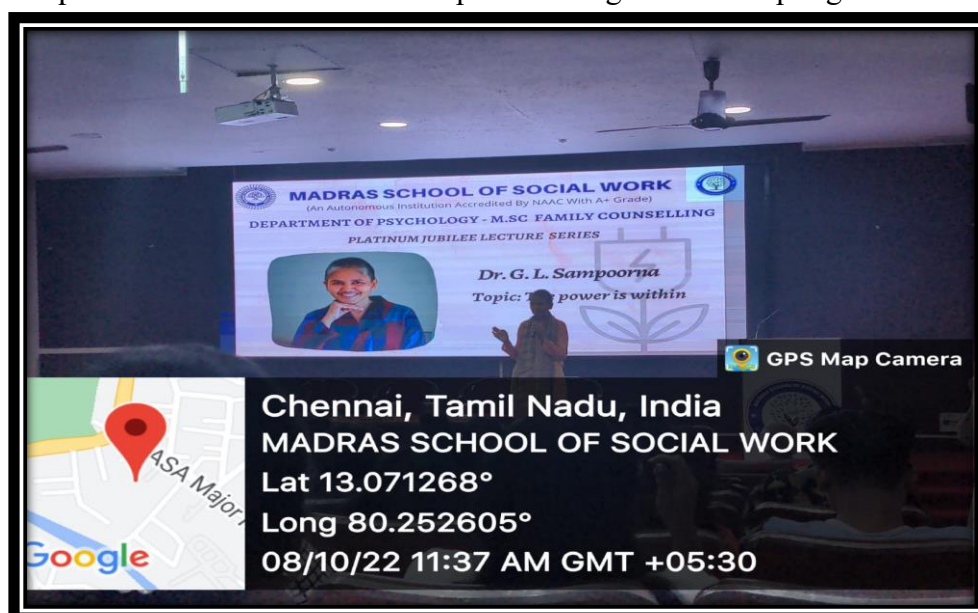 MADRAS SCHOOL OF SOCIAL WORK
(An Autonomous Institution Accredited By NAAC With A+ Grade)
DEPARTMENT OF PSYCHOLOGY - M.SC FAMILY COUNSELLING
PLATINUM JUBILEE LECTURE SERIES
Dr. G. L. Sampoorna
Topic: The power is within
GPS Map Camera
Chennai, Tamil Nadu, India
MADRAS SCHOOL OF SOCIAL WORK
Lat 13.071268°
Long 80.252605°
08/10/22 11:37 AM GMT +05:30
ASA Major
Google